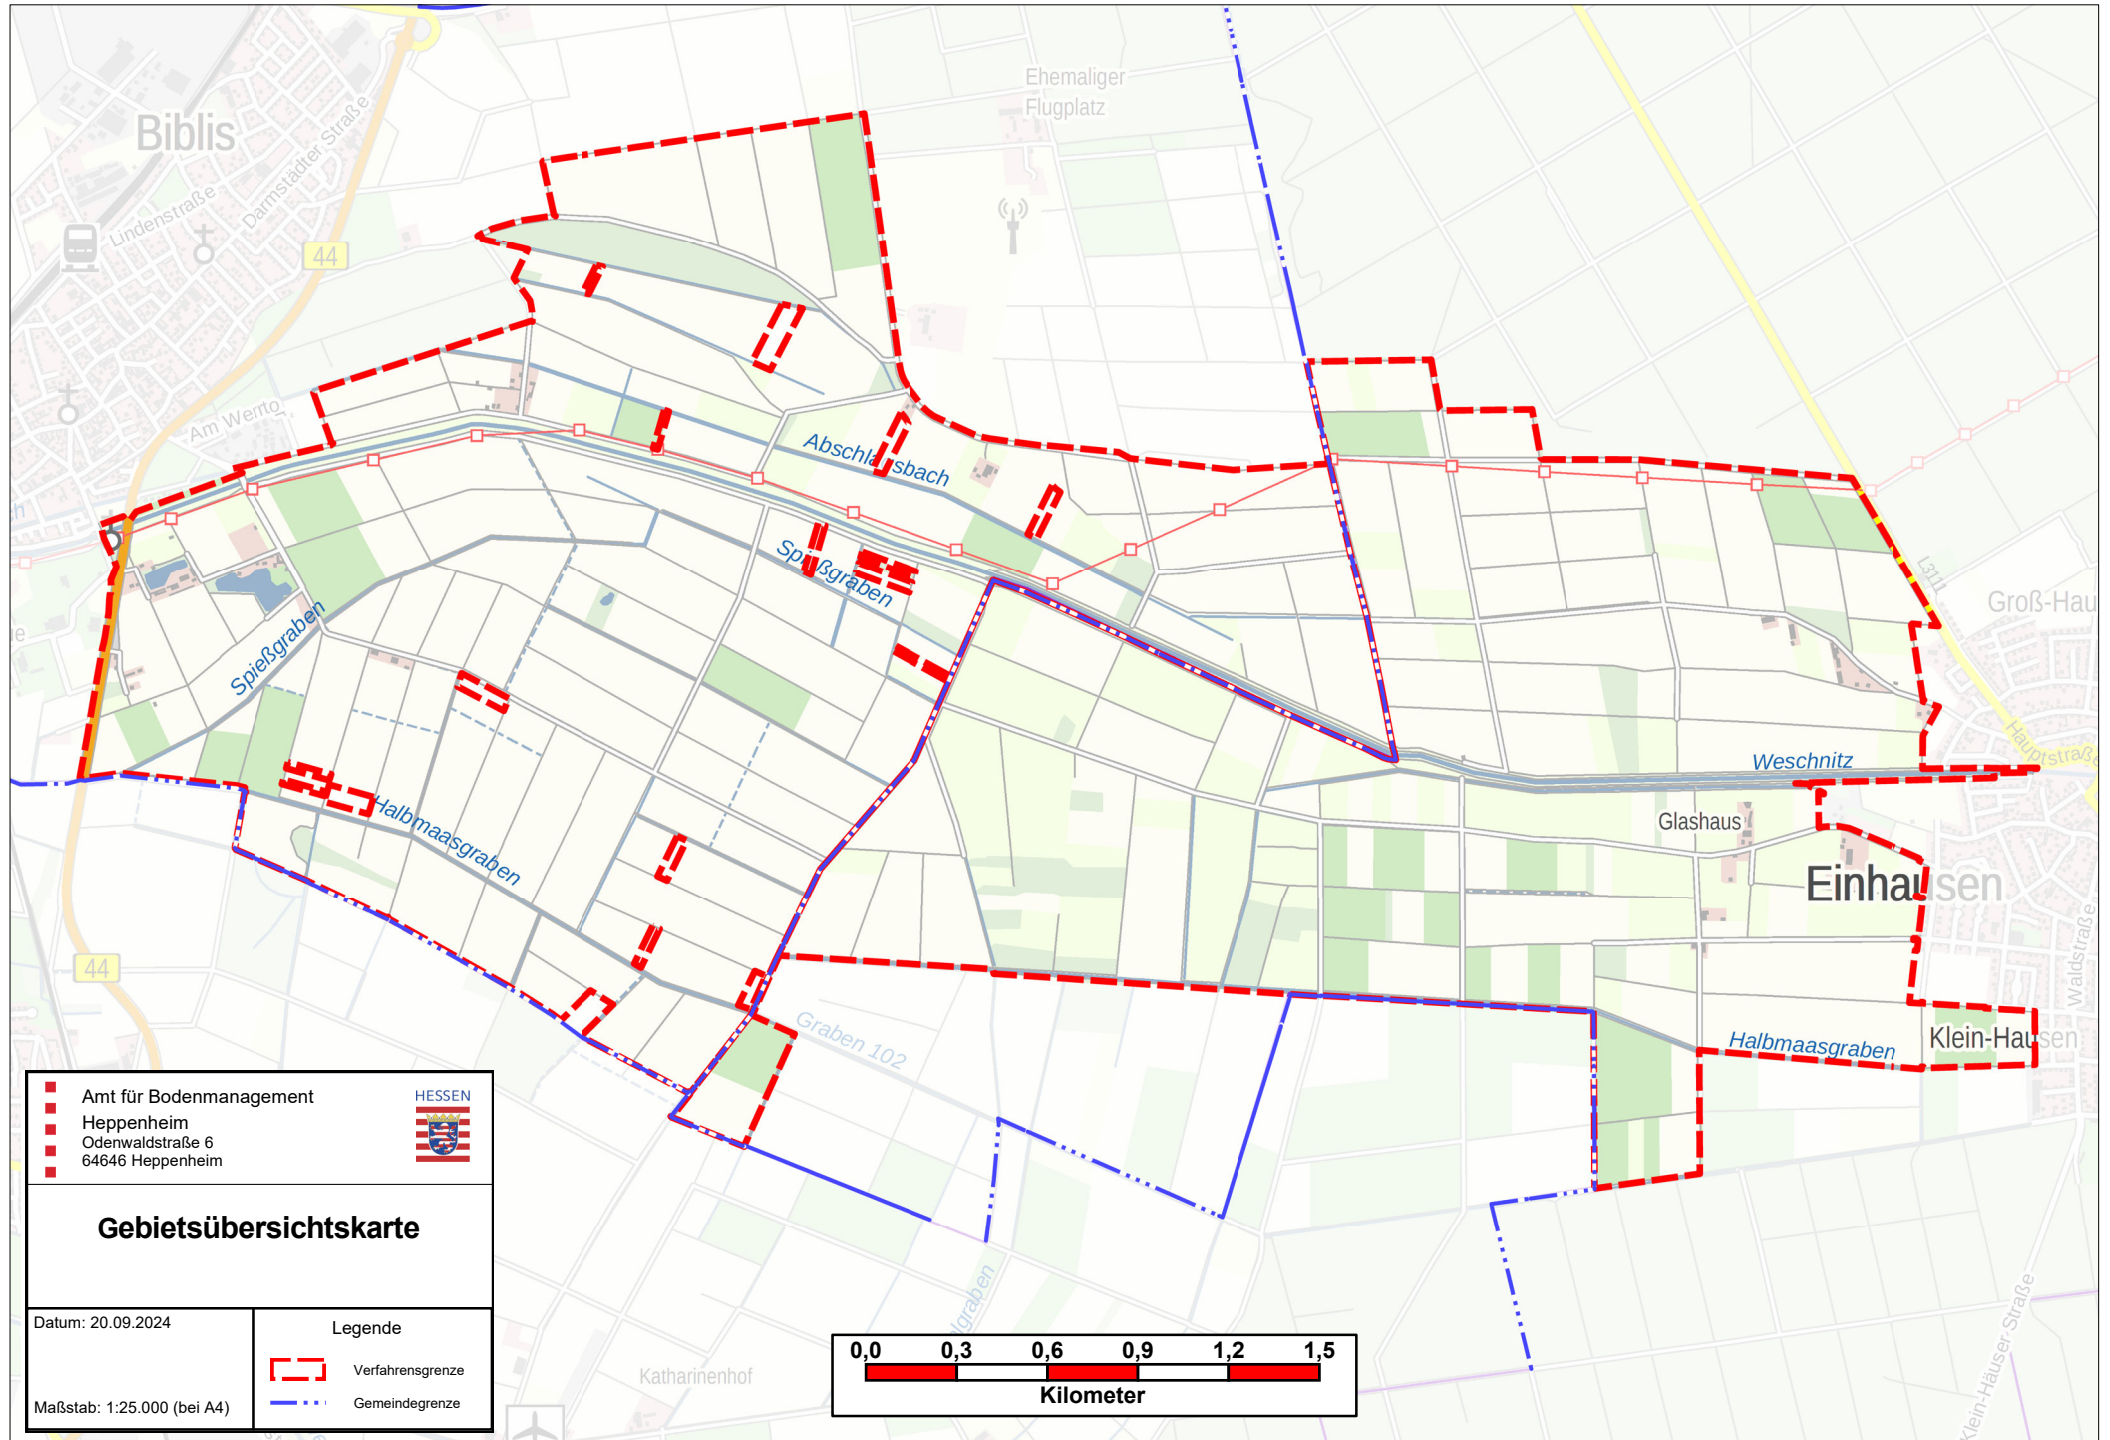 Biblis
Lindenstraße
Darmstädter Straße
44
Ehemaliger
Flugplatz
Abschla sbach
Spießgraben
Spießgraben
L3111
Groß-Hau
Hauptstraße
Weschnitz
Glashaus
Einhausen
Halbmaasgraben
Waldstraße
44
Graben 102
Halbmaasgraben
Klein-Hausen
Klein-Häuser-Straße
Katharinenhof
Amt für Bodenmanagement
Heppenheim
Odenwaldstraße 6
64646 Heppenheim
HESSEN
Gebietsübersichtskarte
Datum: 20.09.2024
Maßstab: 1:25.000 (bei A4)
Legende
Verfahrensgrenze
Gemeindegrenze
0,0 0,3 0,6 0,9 1,2 1,5
Kilometer